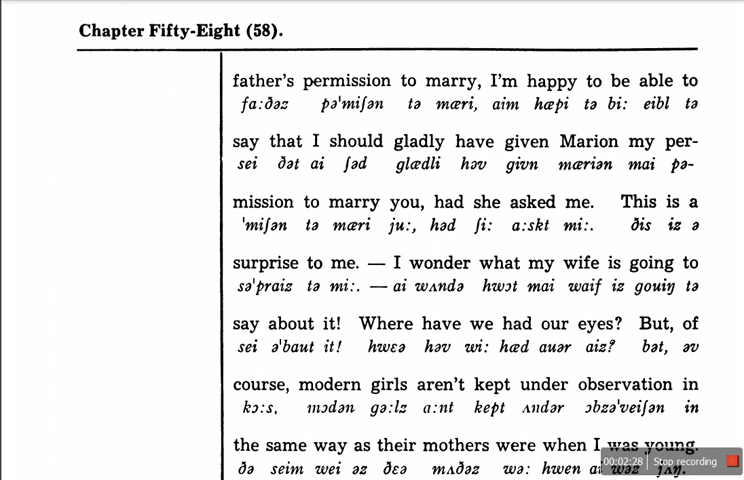 Chapter Fifty-Eight (58).
father's permission to marry, I'm happy to be able to
fa:ðəz pə'miʃən tə mæri, aim hæpi tə bi: eibl tə
say that I should gladly have given Marion my per-
sei ðət ai ʃəd glædli həv givn mæriən mai pə-
mission to marry you, had she asked me. This is a
'miʃən tə mæri ju:, həd ʃi: a:skt mi:. ðis iz ə
surprise to me. — I wonder what my wife is going to
sə'praiz tə mi:. — ai wʌndə hwɔt mai waif iz gouiŋ tə
say about it! Where have we had our eyes? But, of
sei ə'baut it! hwɛə həv wi: hæd auər aiz? bət, əv
course, modern girls aren't kept under observation in
kɔ:s, mɔdən gə:lz a:nt kept ʌndər ɔbzə'veiʃən in
the same way as their mothers were when I was young.
ðə seim wei əz ðɛə mʌðəz wə: hwen ai wəz jʌŋ.
00:02:28 Stop recording